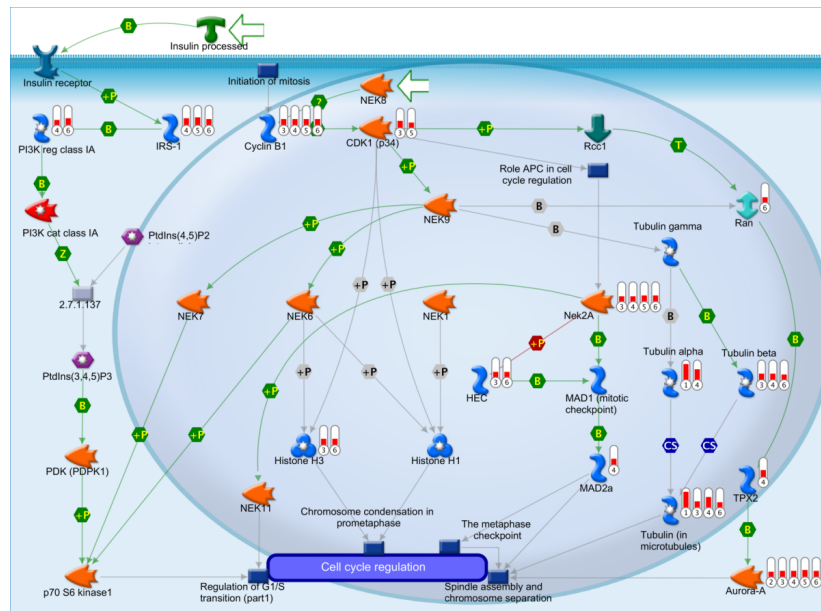 B
Insulin processed
Insulin receptor
Initiation of mitosis
NEK8
+P
?
4 6
4 5 6
3 4 5 6
3 5
B
+P
PI3K reg class IA
IRS-1
Cyclin B1
CDK1 (p34)
Rcc1
T
+P
Role APC in cell
cycle regulation
B
6
B
NEK9
B
Ran
PI3K cat class IA
Tubulin gamma
PtdIns(4,5)P2
Z
+P
+P
2.7.1.137
+P
+P
NEK7
NEK6
NEK1
Nek2A
3 4 5 6
B
B
B
+P
B
Tubulin alpha
Tubulin beta
PtdIns(3,4,5)P3
+P
+P
3 6
1 4
3 4 6
HEC
B
MAD1 (mitotic
checkpoint)
B
+P
+P
CS
CS
B
3 6
PDK (PDPK1)
Histone H3
Histone H1
4
4
MAD2a
TPX2
+P
NEK11
1 3 4 6
Chromosome condensation in
prometaphase
The metaphase
checkpoint
Tubulin (in
microtubules)
B
Cell cycle regulation
2 3 4 5 6
p70 S6 kinase1
Regulation of G1/S
transition (part1)
Spindle assembly and
chromosome separation
Aurora-A